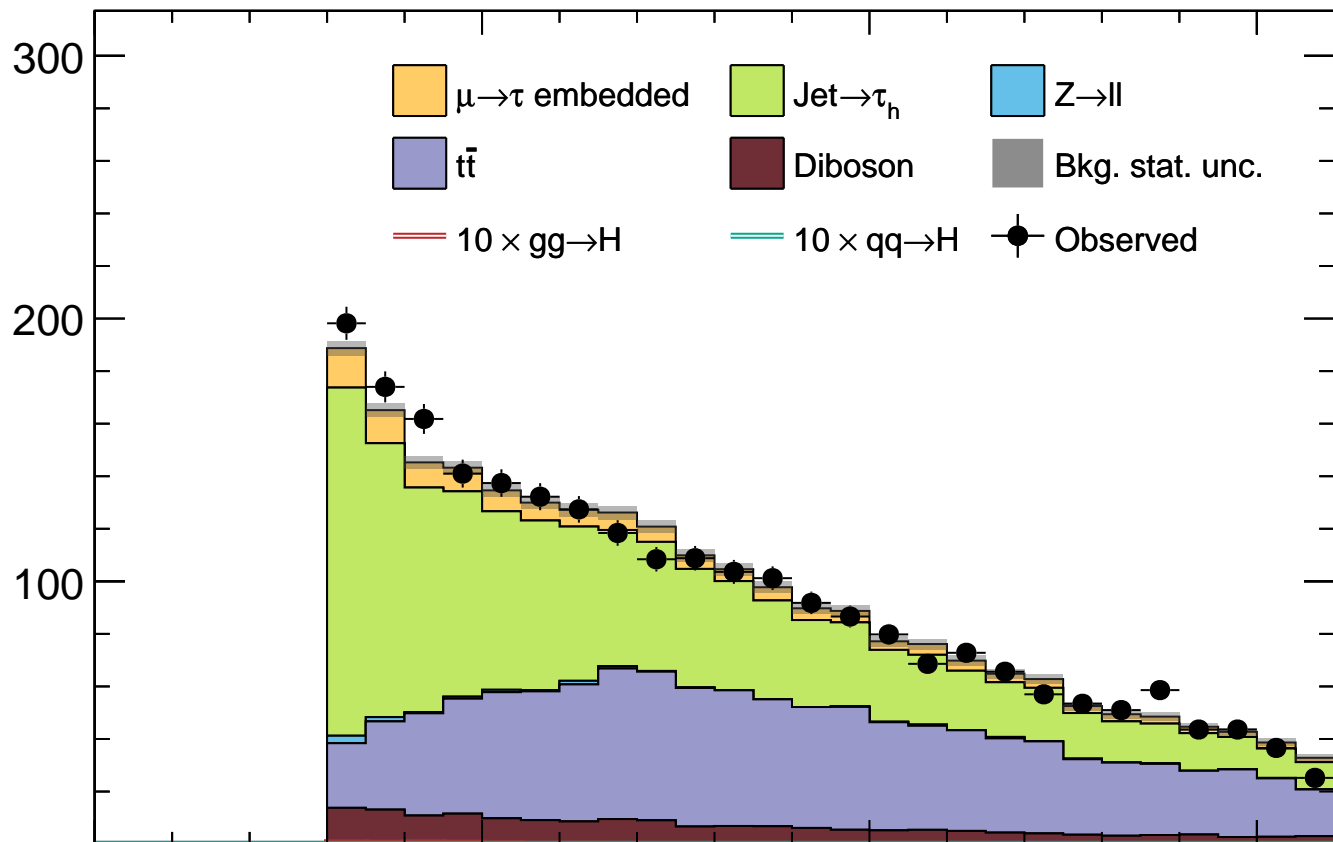 300
μ→τ embedded
Jet→τₕ
Z→ll
tt̄
Diboson
Bkg. stat. unc.
10 × gg→H
10 × qq→H
Observed
200
100